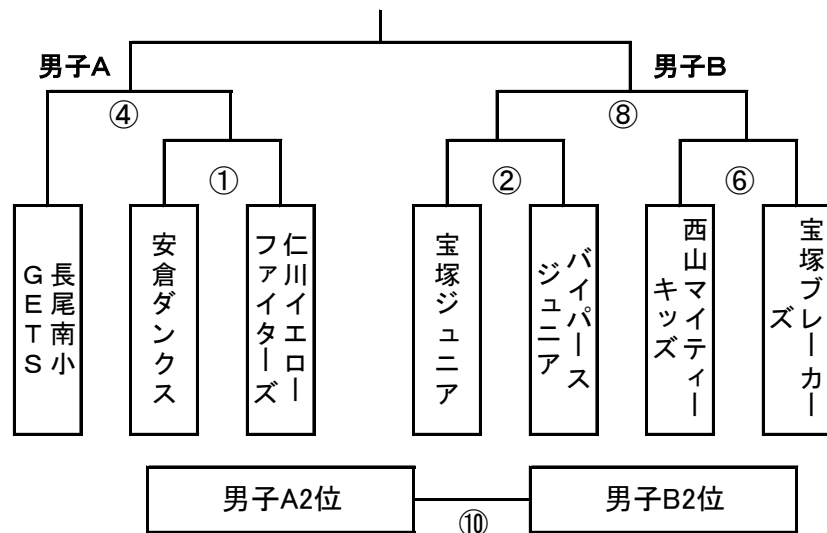 男子A
男子B
④
⑧
①
②
⑥
長尾南小
GETS
安倉ダンクス
仁川イエロー
ファイターズ
宝塚ジュニア
バイパース
ジュニア
西山マイティー
キッズ
宝塚ブレーカー
ズ
男子A2位
男子B2位
⑩